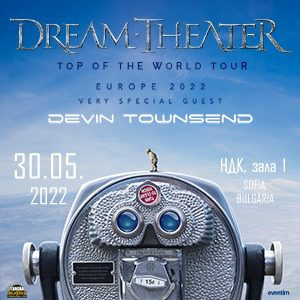 DREAM THEATER
TOP OF THE WORLD TOUR
EUROPE 2022
VERY SPECIAL GUEST
DEVIN TOWNSEND
30.05.
2022
НДК, зала 1
SOFIA,
BULGARIA
15¢
eventim